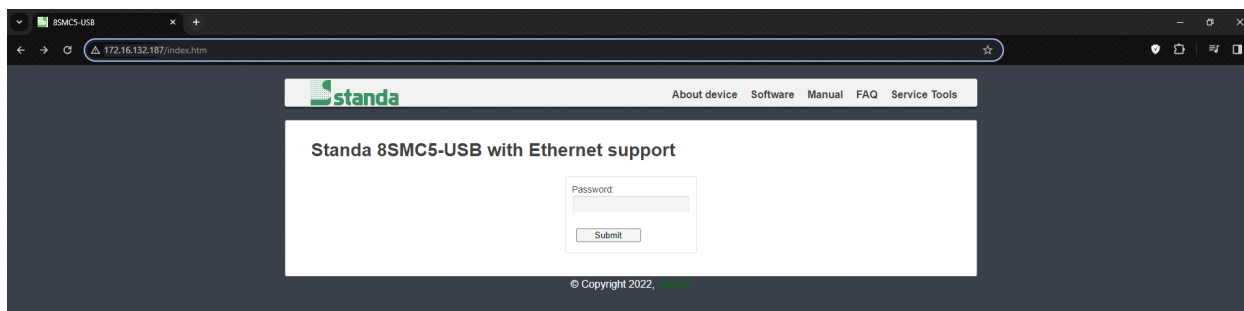 8SMC5-USB
172.16.132.187/index.htm
standa
About device Software Manual FAQ Service Tools
Standa 8SMC5-USB with Ethernet support
Password:
Submit
© Copyright 2022,